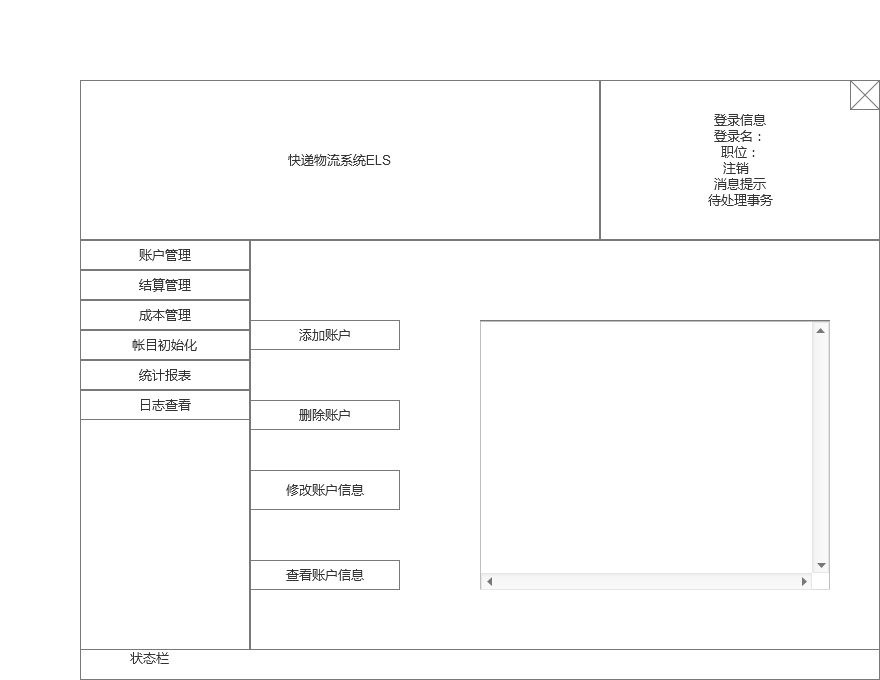 快递物流系统ELS
登录信息
登录名：
职位：
注销
消息提示
待处理事务
账户管理
结算管理
成本管理
帐目初始化
统计报表
日志查看
添加账户
删除账户
修改账户信息
查看账户信息
状态栏